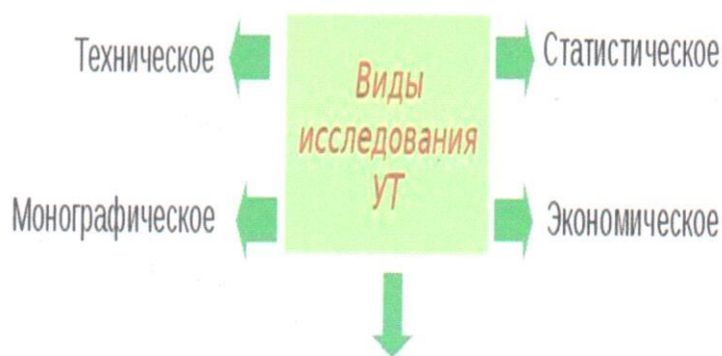 Техническое
Виды
исследования
УТ
Статистическое
Монографическое
Экономическое